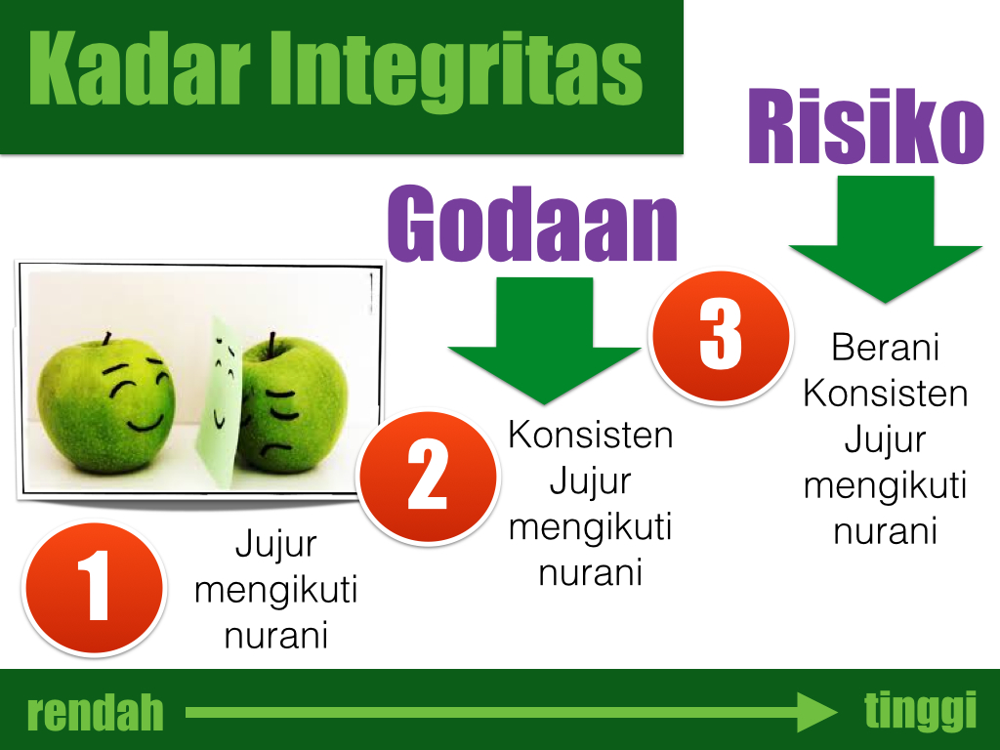 Kadar Integritas
Risiko
Godaan
3
Berani
Konsisten
Jujur
mengikuti
nurani
2
Konsisten
Jujur
mengikuti
nurani
1
Jujur
mengikuti
nurani
rendah
tinggi